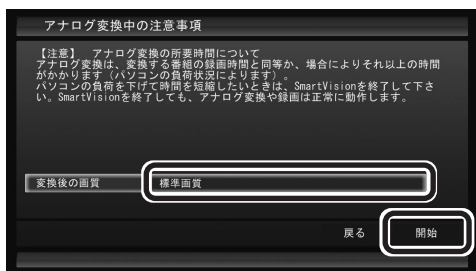 アナログ変換中の注意事項
【注意】 アナログ変換の所要時間について
アナログ変換は、変換する番組の録画時間と同等か、場合によりそれ以上の時間
がかかります（パソコンの負荷状況によります）。
パソコンの負荷を下げて時間を短縮したいときは、SmartVisionを終了して下さ
い。SmartVisionを終了しても、アナログ変換や録画は正常に動作します。
変換後の画質 標準画質
戻る 開始